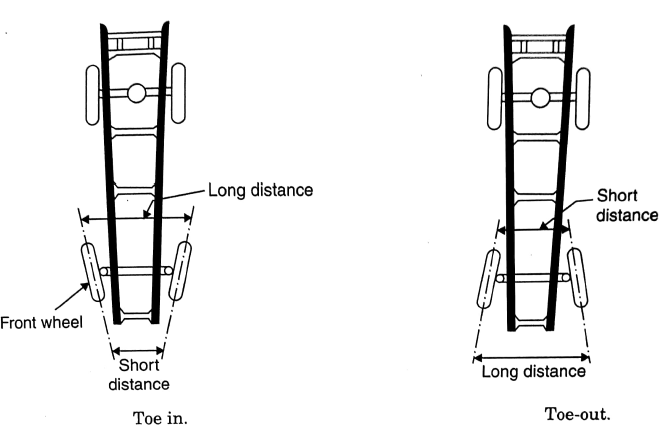 Long distance
Front wheel
Short
distance
Toe in.
Short
distance
Long distance
Toe-out.